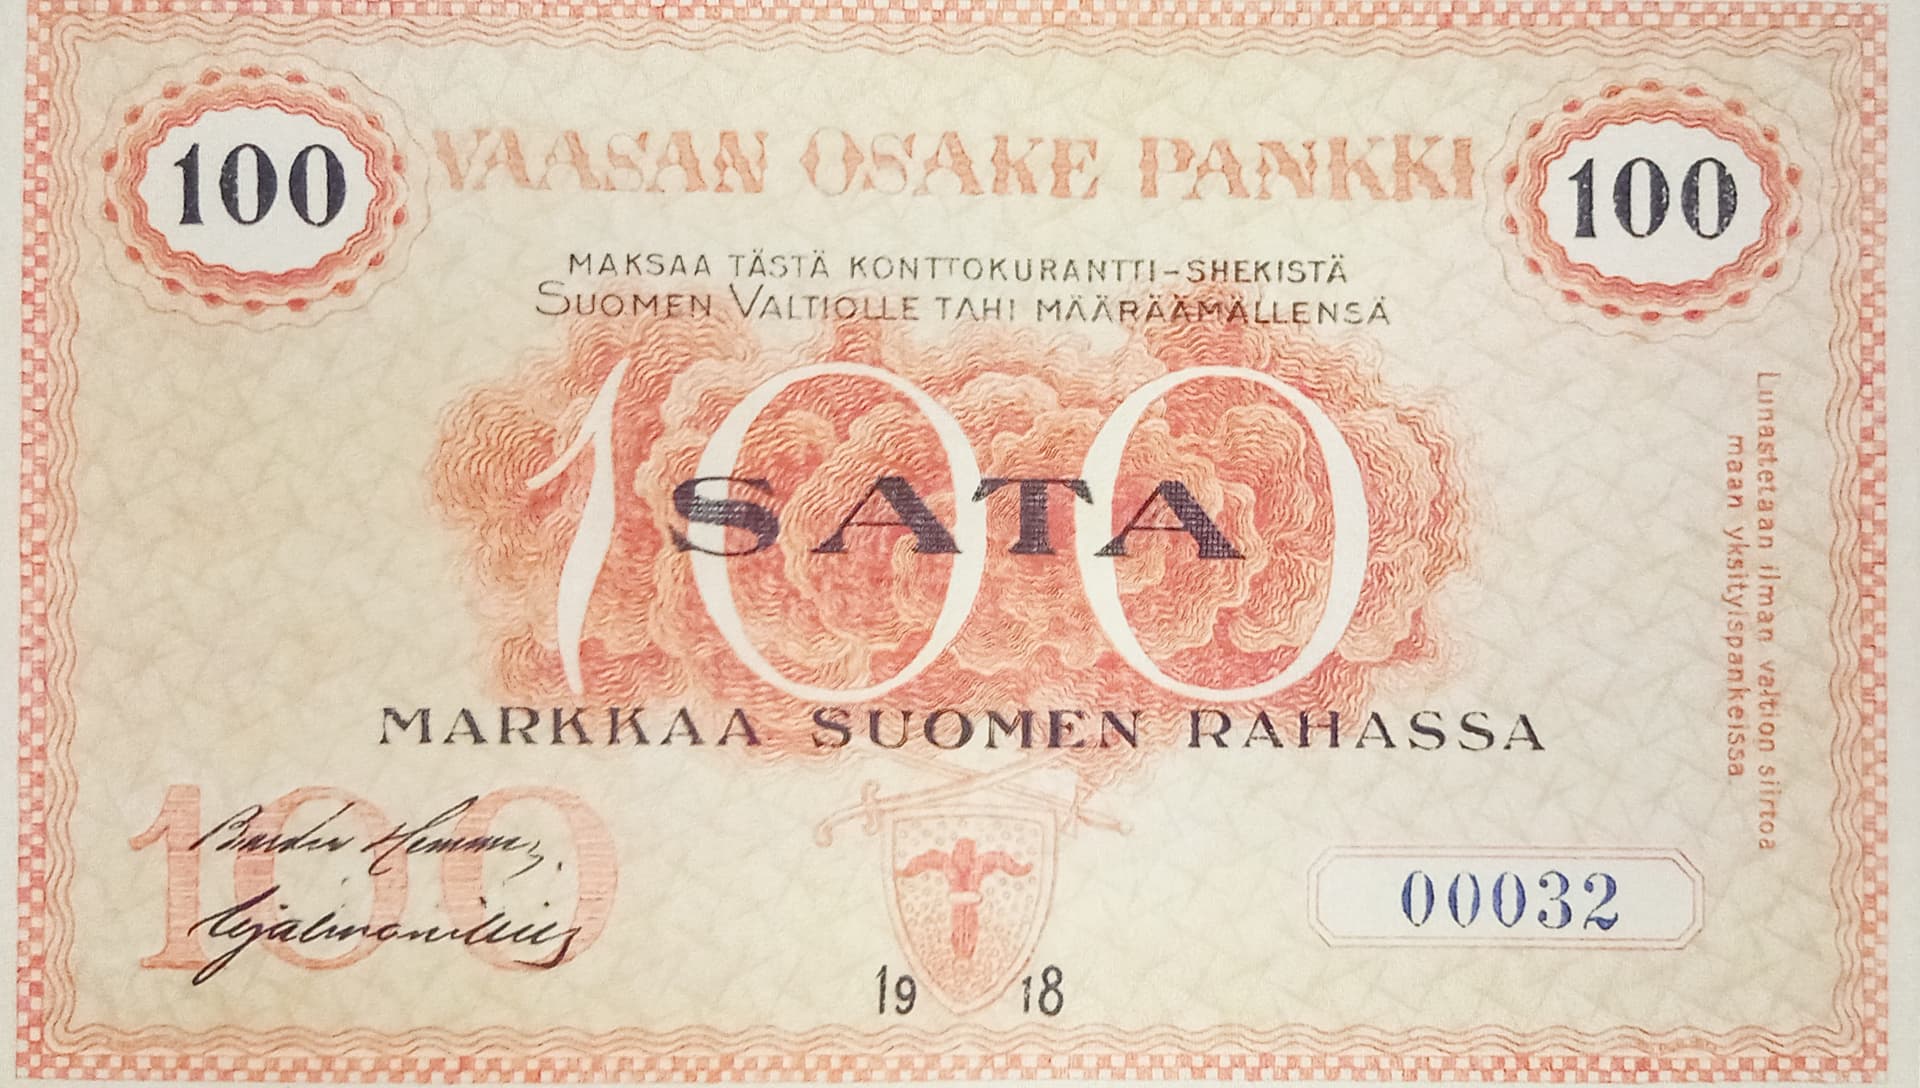 100
VAASAN OSAKE PANKKI
100
MAKSAA TÄSTÄ KONTTOKURANTTI-SHEKISTÄ
SUOMEN VALTIOLLE TAHI MÄÄRÄÄMÄLLENSÄ
100
SATA
MARKKAA SUOMEN RAHASSA
Lunastetaan ilman valtion siirtoa
maan yksityispankeissa
100
00032
19 18